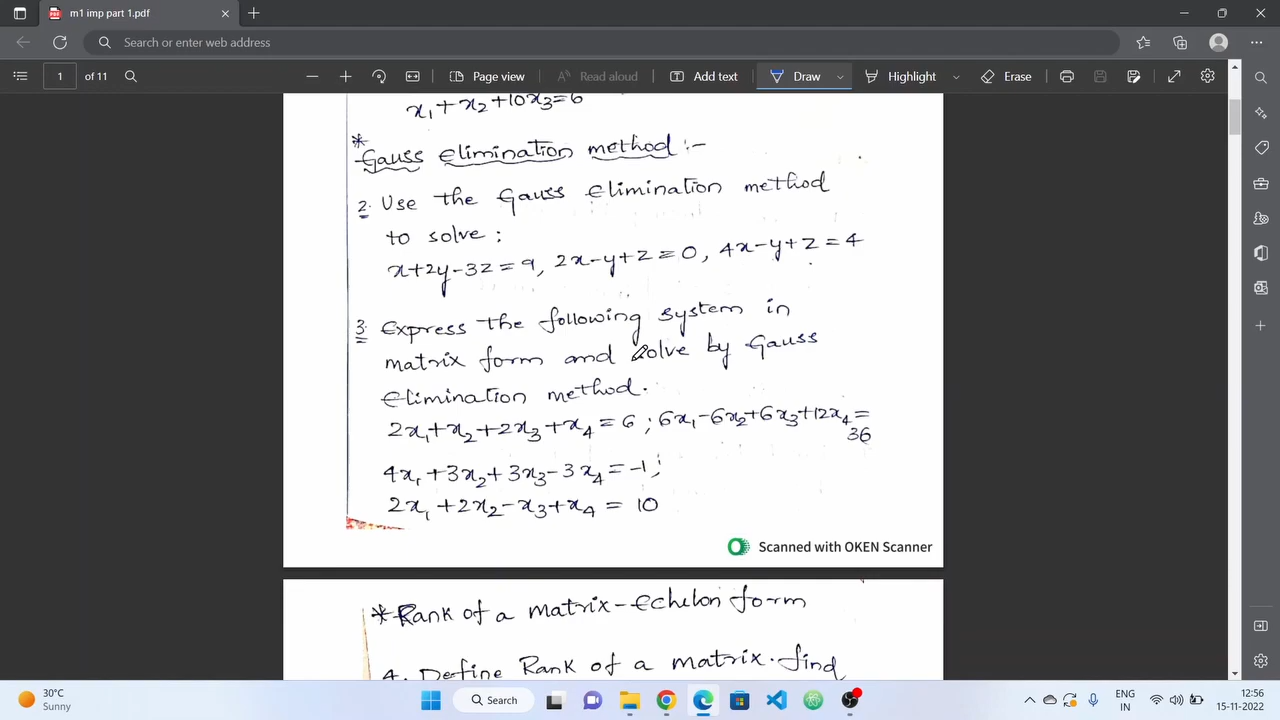 m1 imp part 1.pdf
Search or enter web address
1 of 11
Page view
Read aloud
Add text
Draw
Highlight
Erase
x₁+x₂+10x₃=6
* Gauss Elimination method :-
2. Use the Gauss Elimination method
to solve :
x+2y-3z=9, 2x-y+z=0, 4x-y+z=4
3. Express the following system in
matrix form and solve by Gauss
Elimination method.
2x₁+x₂+2x₃+x₄=6 ; 6x₁-6x₂+6x₃+12x₄=
36
4x₁+3x₂+3x₃-3x₄=-1;
2x₁+2x₂-x₃+x₄ = 10
Scanned with OKEN Scanner
*Rank of a matrix-Echelon form
4. Define Rank of a matrix. find
30°C
Sunny
Search
ENG
IN
12:56
15-11-2022